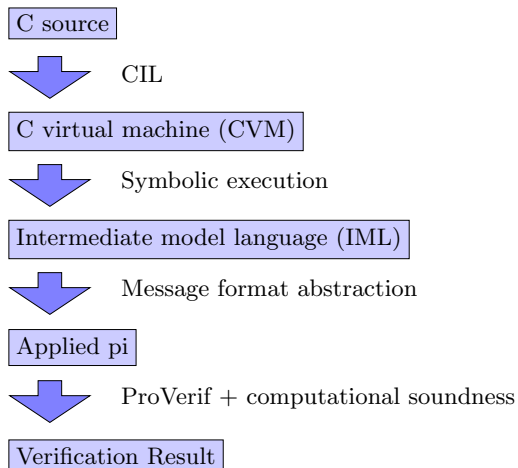 C source
CIL
C virtual machine (CVM)
Symbolic execution
Intermediate model language (IML)
Message format abstraction
Applied pi
ProVerif + computational soundness
Verification Result